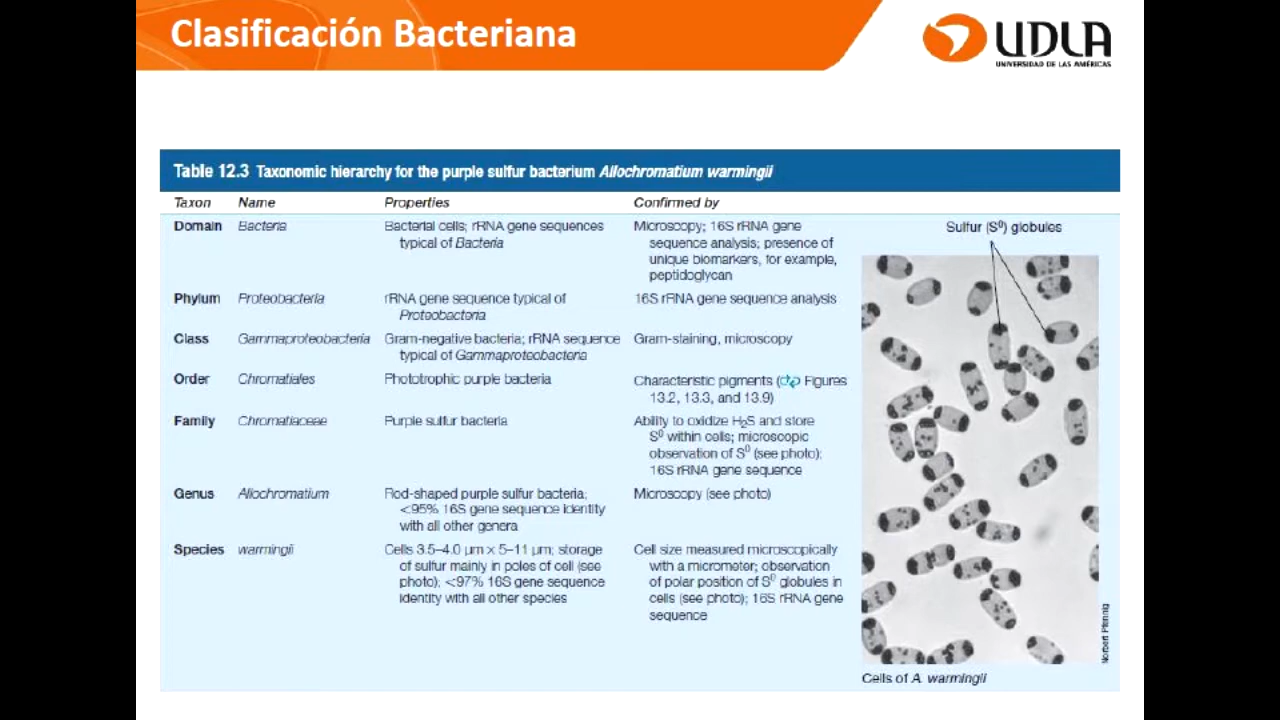 Clasificación Bacteriana
UDLA
UNIVERSIDAD DE LAS AMÉRICAS
Table 12.3 Taxonomic hierarchy for the purple sulfur bacterium Allochromatium warmingii
Taxon Name Properties Confirmed by
Domain Bacteria Bacterial cells; rRNA gene sequences Microscopy; 16S rRNA gene
typical of Bacteria sequence analysis; presence of
unique biomarkers, for example,
peptidoglycan
Phylum Proteobacteria rRNA gene sequence typical of 16S rRNA gene sequence analysis
Proteobacteria
Class Gammaproteobacteria Gram-negative bacteria; rRNA sequence Gram-staining, microscopy
typical of Gammaproteobacteria
Order Chromatiales Phototrophic purple bacteria Characteristic pigments (Figures
13.2, 13.3, and 13.9)
Family Chromatiaceae Purple sulfur bacteria Ability to oxidize H₂S and store
S⁰ within cells; microscopic
observation of S⁰ (see photo);
16S rRNA gene sequence
Genus Allochromatium Rod-shaped purple sulfur bacteria; Microscopy (see photo)
<95% 16S gene sequence identity
with all other genera
Species warmingii Cells 3.5–4.0 µm x 5–11 µm; storage Cell size measured microscopically
of sulfur mainly in poles of cell (see with a micrometer; observation
photo); <97% 16S gene sequence of polar position of S⁰ globules in
identity with all other species cells (see photo); 16S rRNA gene
sequence
Sulfur (S⁰) globules
Norbert Pfennig
Cells of A. warmingii